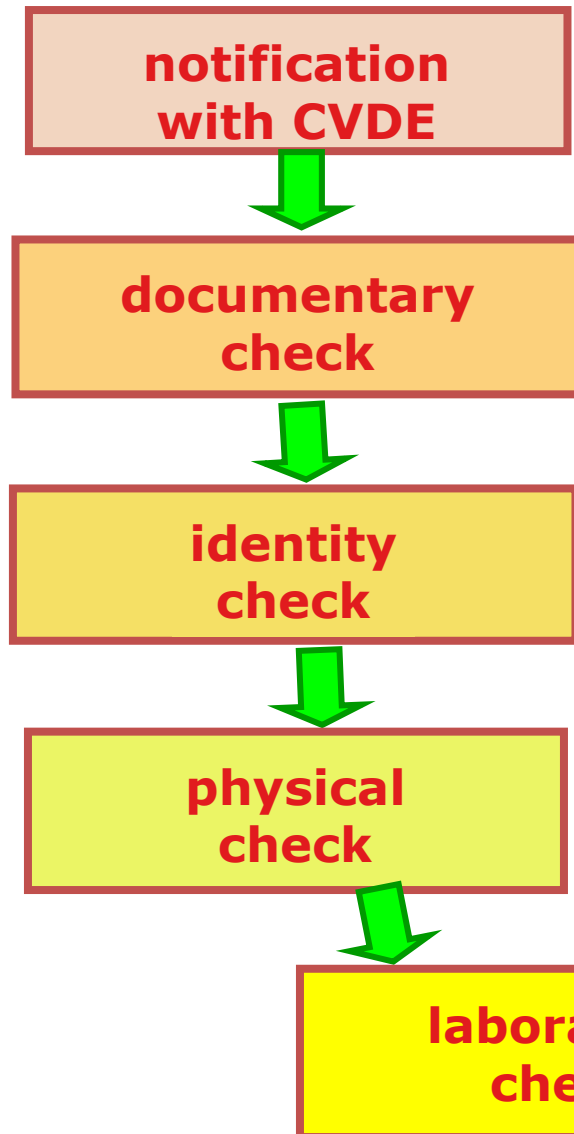 notification
with CVDE
documentary
check
identity
check
physical
check